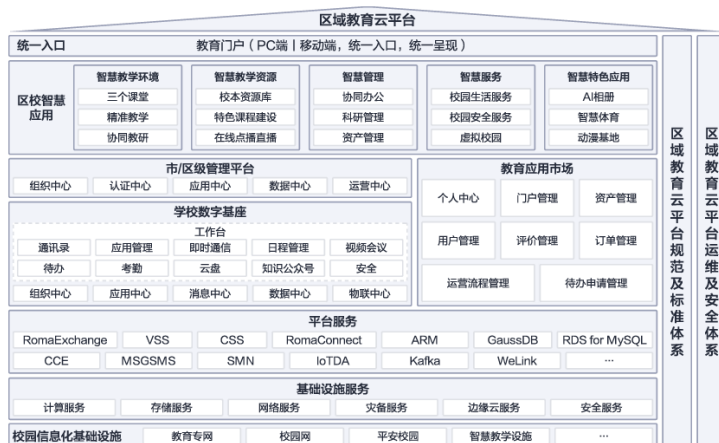 区域教育云平台
统一入口 教育门户（PC端丨移动端，统一入口，统一呈现）
区校智慧应用
智慧教学环境 智慧教学资源 智慧管理 智慧服务 智慧特色应用
三个课堂 校本资源库 协同办公 校园生活服务 AI相册
精准教学 特色课程建设 科研管理 校园安全服务 智慧体育
协同教研 在线点播直播 资产管理 虚拟校园 动漫基地
市/区级管理平台
组织中心 认证中心 应用中心 数据中心 运营中心
学校数字基座
工作台
通讯录 应用管理 即时通信 日程管理 视频会议
待办 考勤 云盘 知识公众号 安全
组织中心 应用中心 消息中心 数据中心 物联中心
教育应用市场
个人中心 门户管理 资产管理
用户管理 评价管理 订单管理
运营流程管理 待办申请管理
平台服务
RomaExchange VSS CSS RomaConnect ARM GaussDB RDS for MySQL
CCE MSGSMS SMN IoTDA Kafka WeLink ...
基础设施服务
计算服务 存储服务 网络服务 灾备服务 边缘云服务 安全服务
校园信息化基础设施 教育专网 校园网 平安校园 智慧教学设施 ...
区域教育云平台规范及标准体系
区域教育云平台运维及安全体系